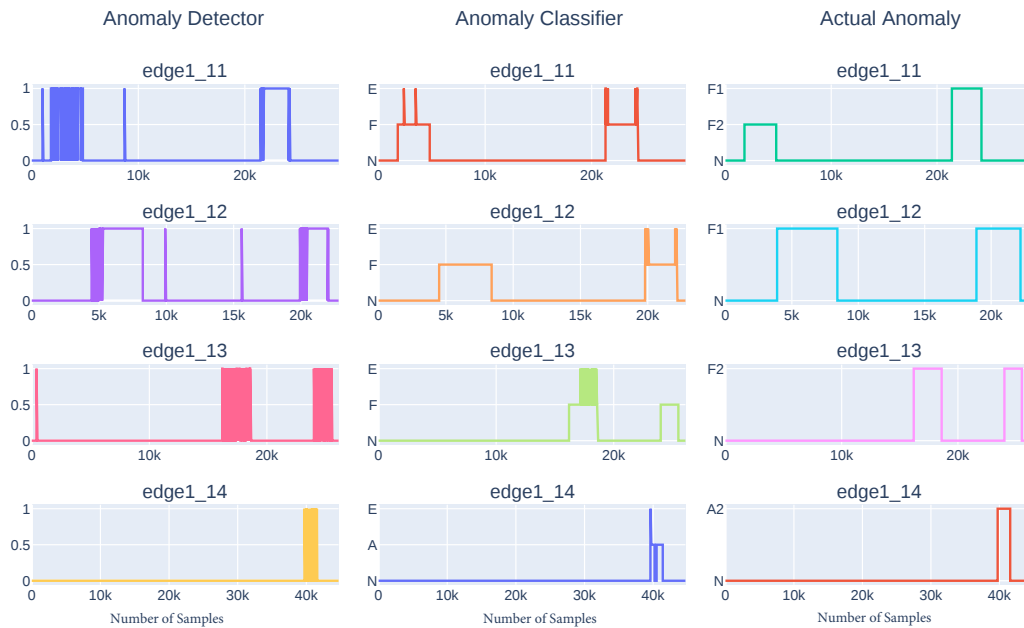 Anomaly Detector Anomaly Classifier Actual Anomaly
edge1_11 edge1_11 edge1_11
1 E F1
0.5 F F2
0 N N
0 10k 20k 0 10k 20k 0 10k 20k
edge1_12 edge1_12 edge1_12
1 E F1
0.5 F
0 N N
0 5k 10k 15k 20k 0 5k 10k 15k 20k 0 5k 10k 15k 20k
edge1_13 edge1_13 edge1_13
1 E F2
0.5 F
0 N N
0 10k 20k 0 10k 20k 0 10k 20k
edge1_14 edge1_14 edge1_14
1 E A2
0.5 A
0 N N
0 10k 20k 30k 40k 0 10k 20k 30k 40k 0 10k 20k 30k 40k
Number of Samples Number of Samples Number of Samples